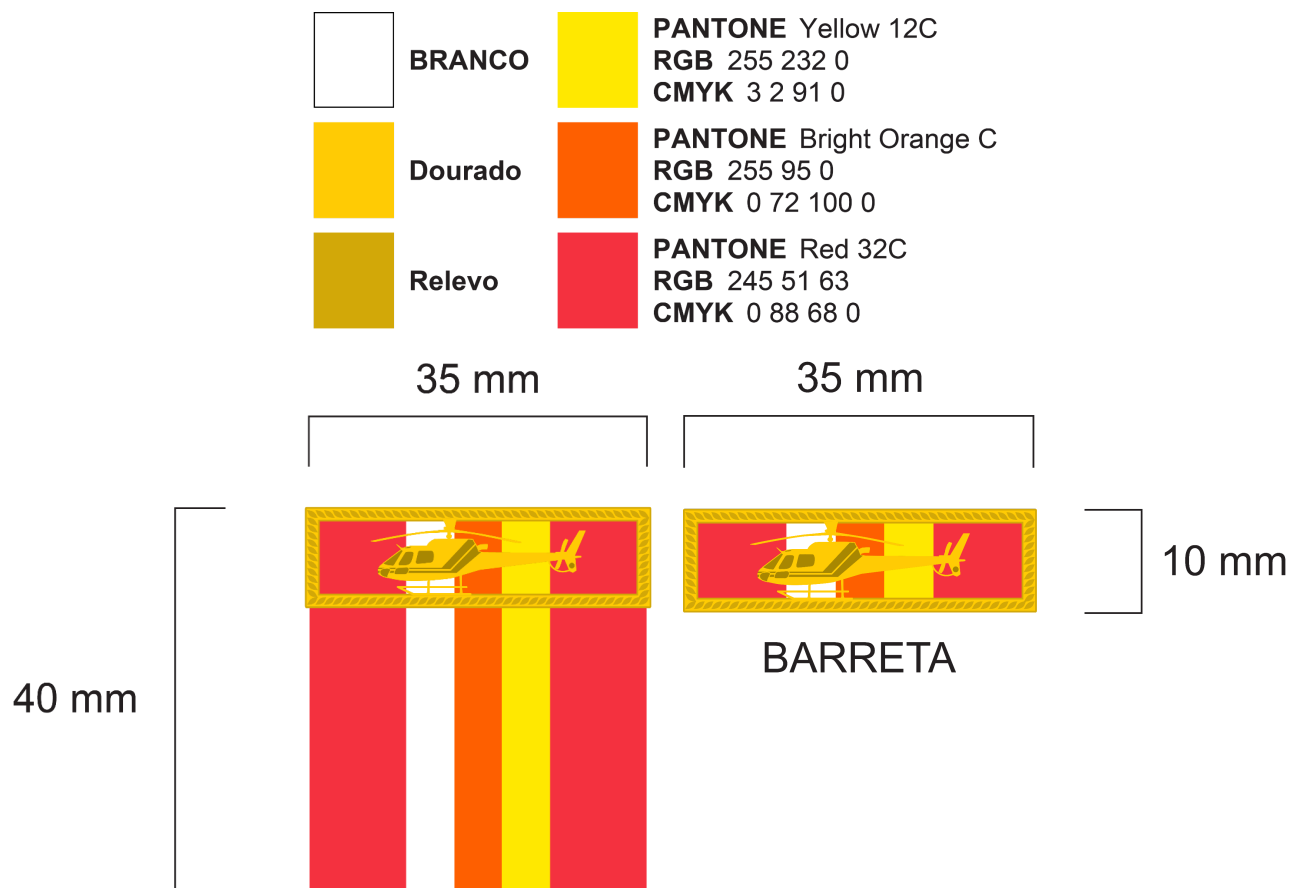 BRANCO
PANTONE Yellow 12C
RGB 255 232 0
CMYK 3 2 91 0
Dourado
PANTONE Bright Orange C
RGB 255 95 0
CMYK 0 72 100 0
Relevo
PANTONE Red 32C
RGB 245 51 63
CMYK 0 88 68 0
35 mm
35 mm
10 mm
BARRETA
40 mm